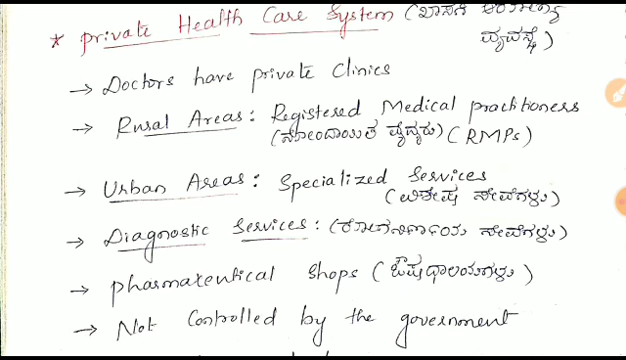 * Private Health Care System (ಖಾಸಗಿ ಆರೋಗ್ಯ
ವ್ಯವಸ್ಥೆ)
→ Doctors have private Clinics
→ Rural Areas: Registered Medical practitioners
(ನೋಂದಾಯಿತ ವೈದ್ಯರು) (RMPs)
→ Urban Areas: Specialized Services
(ವಿಶೇಷ ಸೇವೆಗಳು)
→ Diagnostic Services: (ರೋಗನಿರ್ಣಯ ಸೇವೆಗಳು)
→ pharmateutical Shops (ಔಷಧಾಲಯಗಳು)
→ Not Controlled by the government